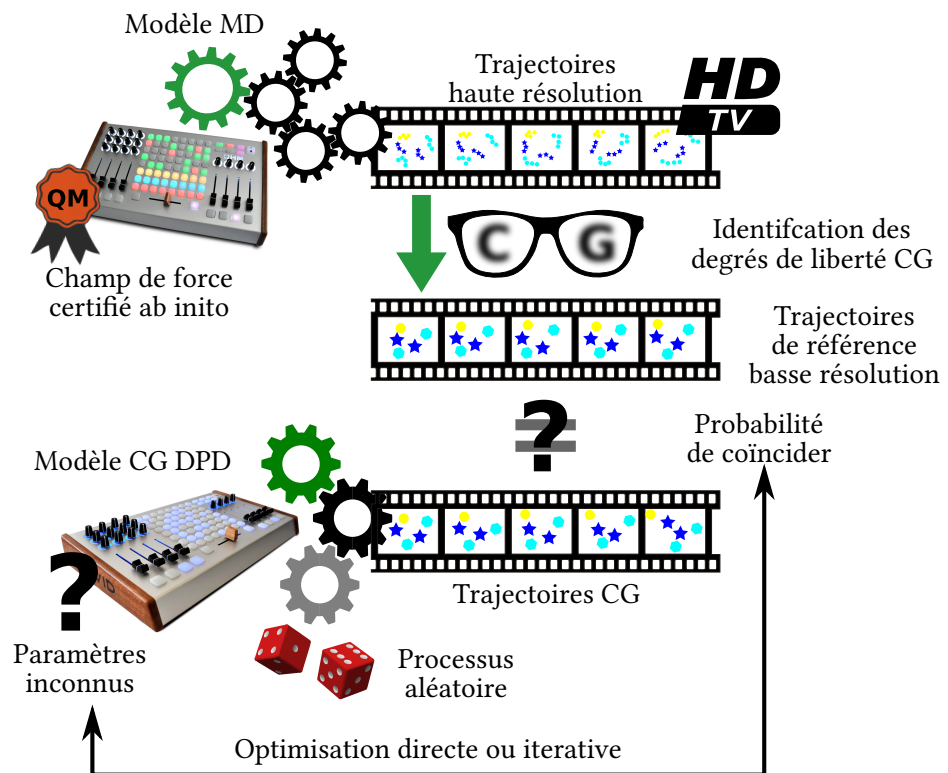 Modèle MD
Trajectoires
haute résolution
HD
TV
QM
Champ de force
certifié ab inito
C G
Identifcation des
degrés de liberté CG
Trajectoires
de référence
basse résolution
?
Probabilité
de coïncider
Modèle CG DPD
?
Trajectoires CG
Paramètres
inconnus
Processus
aléatoire
Optimisation directe ou iterative